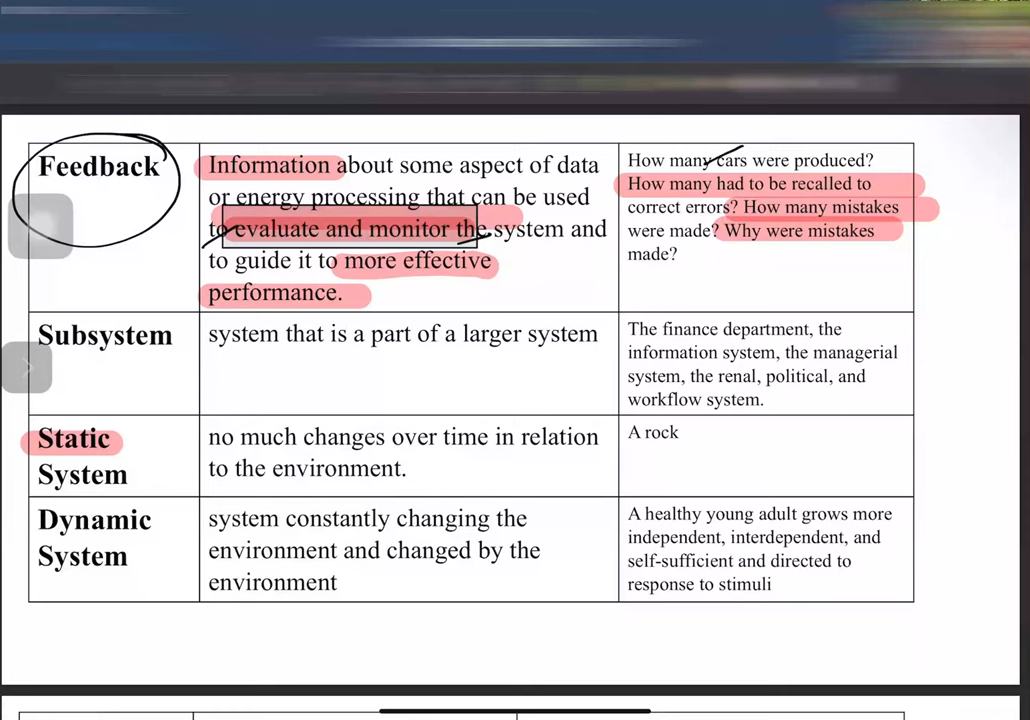 Feedback
Information about some aspect of data
or energy processing that can be used
to evaluate and monitor the system and
to guide it to more effective
performance.
How many cars were produced?
How many had to be recalled to
correct errors? How many mistakes
were made? Why were mistakes
made?
Subsystem
system that is a part of a larger system
The finance department, the
information system, the managerial
system, the renal, political, and
workflow system.
Static
System
no much changes over time in relation
to the environment.
A rock
Dynamic
System
system constantly changing the
environment and changed by the
environment
A healthy young adult grows more
independent, interdependent, and
self-sufficient and directed to
response to stimuli